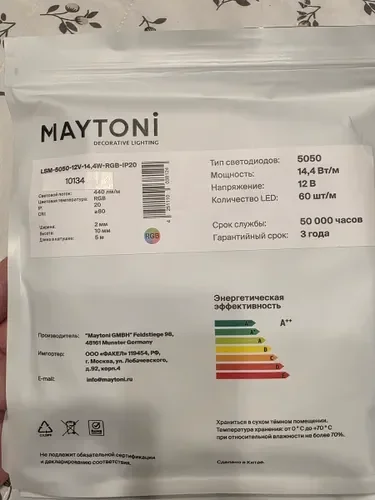 MAYTONi
DECORATIVE LIGHTING
LSM-5050-12V-14,4W-RGB-IP20
10134
Световой поток: 440 лм/м
Цветовая температура: RGB
IP: 20
CRI: ≥80
Ширина: 2 мм
Высота: 10 мм
Длина катушки: 5 м
RGB
Тип светодиодов: 5050
Мощность: 14,4 Вт/м
Напряжение: 12 В
Количество LED: 60 шт/м
Срок службы: 50 000 часов
Гарантийный срок: 3 года
Энергетическая
эффективность
A++
Производитель: "Maytoni GMBH" Feldstiege 98,
48161 Munster Germany
Импортер: ООО «ФАКЕЛ» 119454, РФ,
г. Москва, ул. Лобачевского,
д.92, корп.4
E-mail: info@maytoni.ru
Храниться в сухом тёмном помещении.
Температура хранения: от 0° C до +70° C
при относительной влажности не более 70%.
Не подлежит обязательной сертификации
и декларированию соответствия.
Сделано в Китае